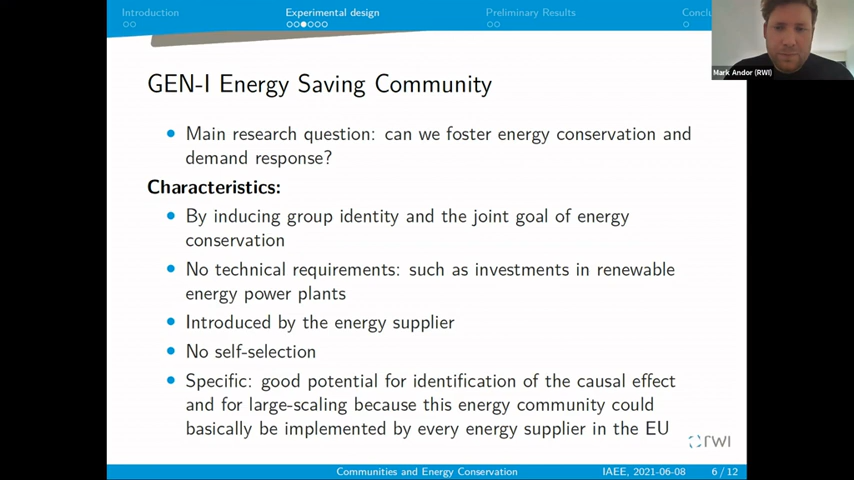 Introduction
Experimental design
Preliminary Results
Mark Andor (RWI)
GEN-I Energy Saving Community
Main research question: can we foster energy conservation and
demand response?
Characteristics:
By inducing group identity and the joint goal of energy
conservation
No technical requirements: such as investments in renewable
energy power plants
Introduced by the energy supplier
No self-selection
Specific: good potential for identification of the causal effect
and for large-scaling because this energy community could
basically be implemented by every energy supplier in the EU
rwi
Communities and Energy Conservation
IAEE, 2021-06-08
6 / 12